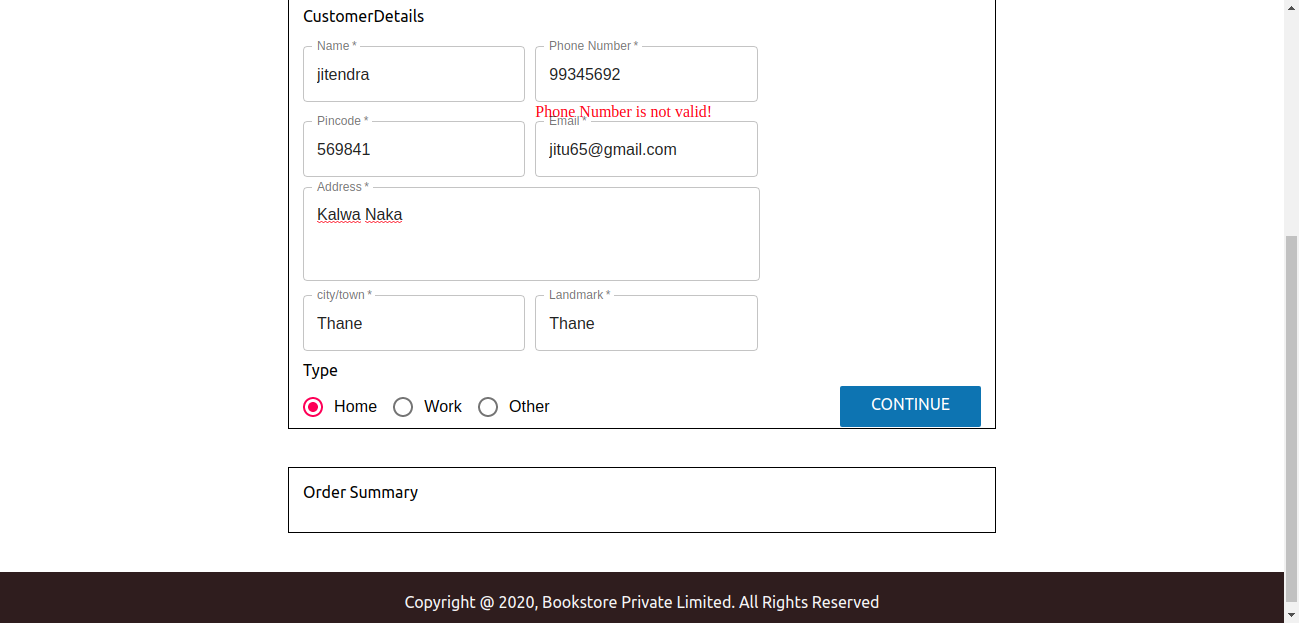 CustomerDetails
Name *
Phone Number *
jitendra
99345692
Phone Number is not valid!
Pincode *
Email *
569841
jitu65@gmail.com
Address *
Kalwa Naka
city/town *
Landmark *
Thane
Thane
Type
Home
Work
Other
CONTINUE
Order Summary
Copyright @ 2020, Bookstore Private Limited. All Rights Reserved